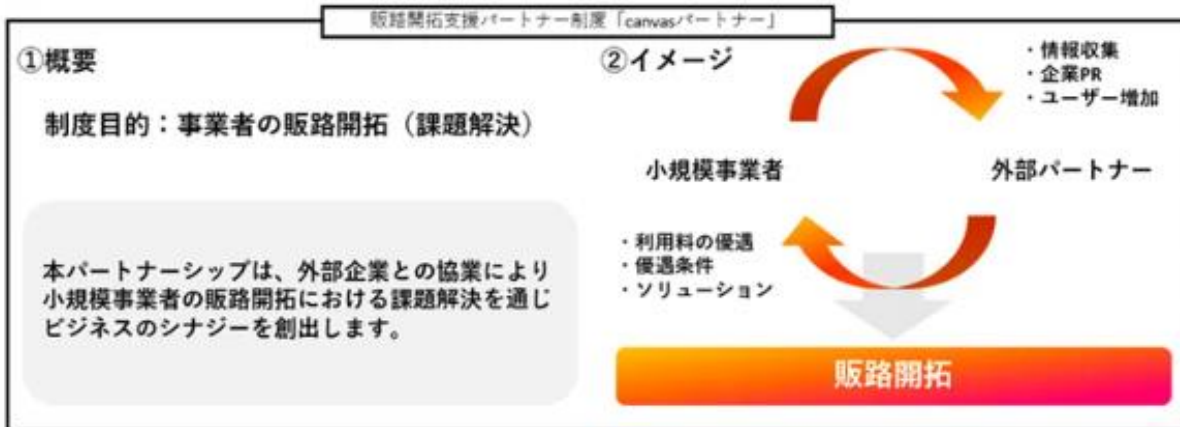 販路開拓支援パートナー制度「canvasパートナー」
①概要
制度目的：事業者の販路開拓（課題解決）
本パートナーシップは、外部企業との協業により
小規模事業者の販路開拓における課題解決を通じ
ビジネスのシナジーを創出します。
②イメージ
・情報収集
・企業PR
・ユーザー増加
小規模事業者
外部パートナー
・利用料の優遇
・優遇条件
・ソリューション
販路開拓